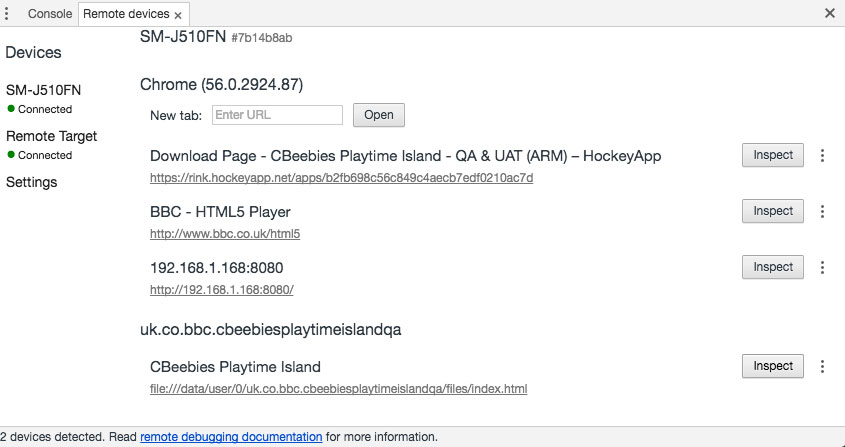 Console
Remote devices
Devices
SM-J510FN
Connected
Remote Target
Connected
Settings
SM-J510FN #7b14b8ab
Chrome (56.0.2924.87)
New tab: Enter URL Open
Download Page - CBeebies Playtime Island - QA & UAT (ARM) – HockeyApp Inspect
https://rink.hockeyapp.net/apps/b2fb698c56c849c4aecb7edf0210ac7d
BBC - HTML5 Player Inspect
http://www.bbc.co.uk/html5
192.168.1.168:8080 Inspect
http://192.168.1.168:8080/
uk.co.bbc.cbeebiesplaytimeislandqa
CBeebies Playtime Island Inspect
file:///data/user/0/uk.co.bbc.cbeebiesplaytimeislandqa/files/index.html
2 devices detected. Read remote debugging documentation for more information.